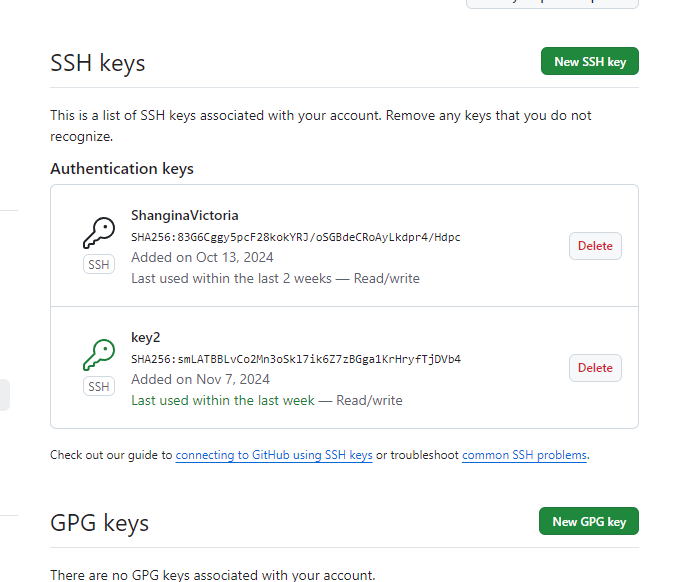 SSH keys
New SSH key
This is a list of SSH keys associated with your account. Remove any keys that you do not
recognize.
Authentication keys
ShanginaVictoria
SHA256:83G6Cggy5pcF28kokYRJ/oSGBdeCRoAyLkdpr4/Hdpc
Added on Oct 13, 2024
Last used within the last 2 weeks — Read/write
SSH
Delete
key2
SHA256:smLATBBLvCo2Mn3oSk17ik6Z7zBGga1KrHryfTjDVb4
Added on Nov 7, 2024
Last used within the last week — Read/write
SSH
Delete
Check out our guide to connecting to GitHub using SSH keys or troubleshoot common SSH problems.
GPG keys
New GPG key
There are no GPG keys associated with your account.